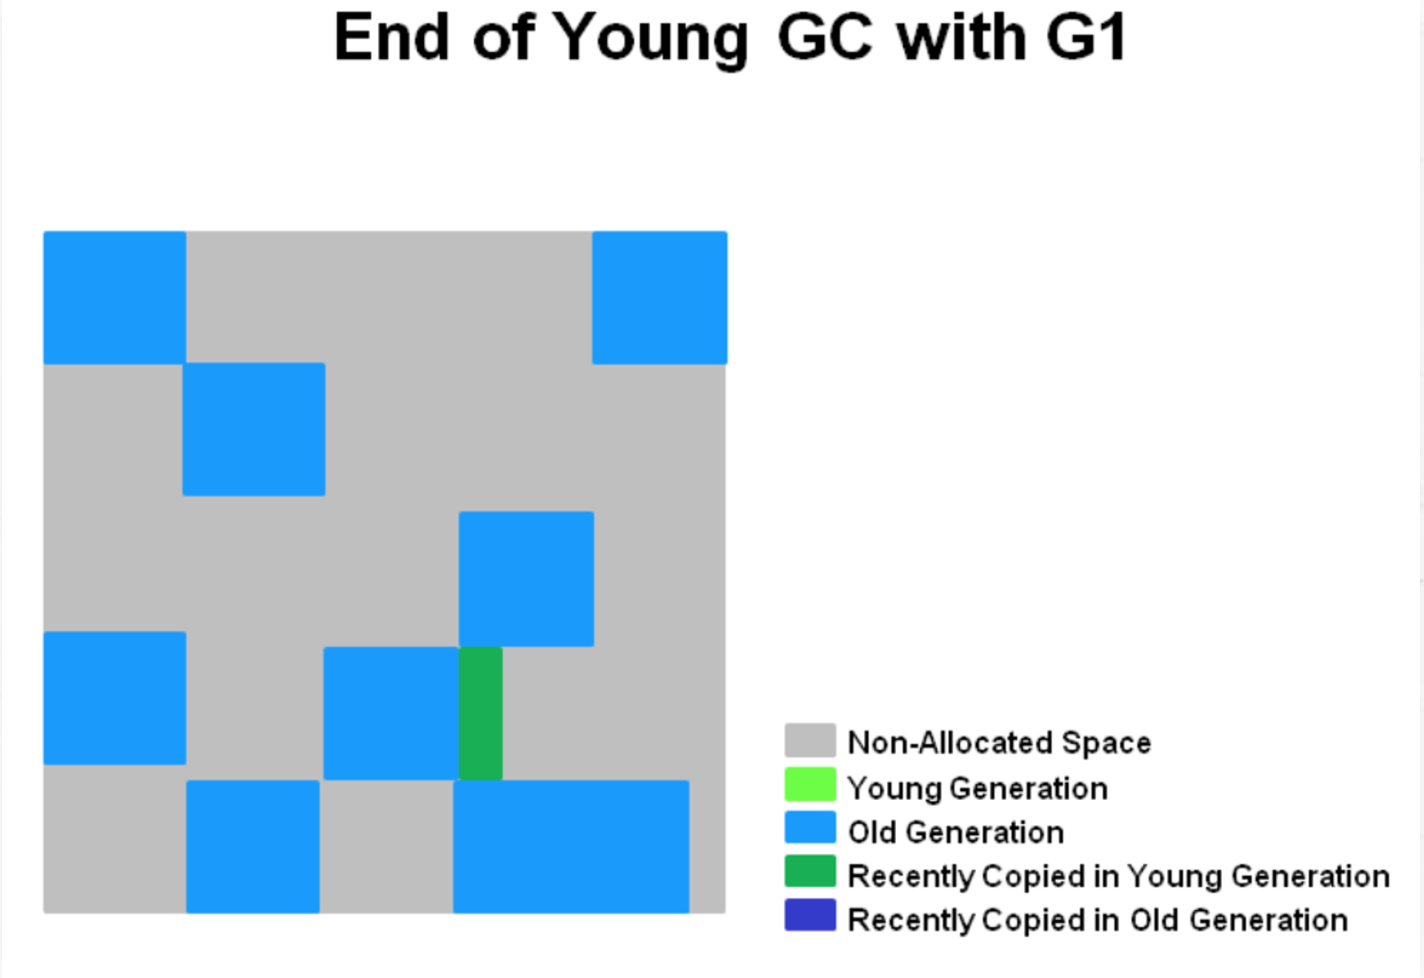 End of Young GC with G1
Non-Allocated Space
Young Generation
Old Generation
Recently Copied in Young Generation
Recently Copied in Old Generation